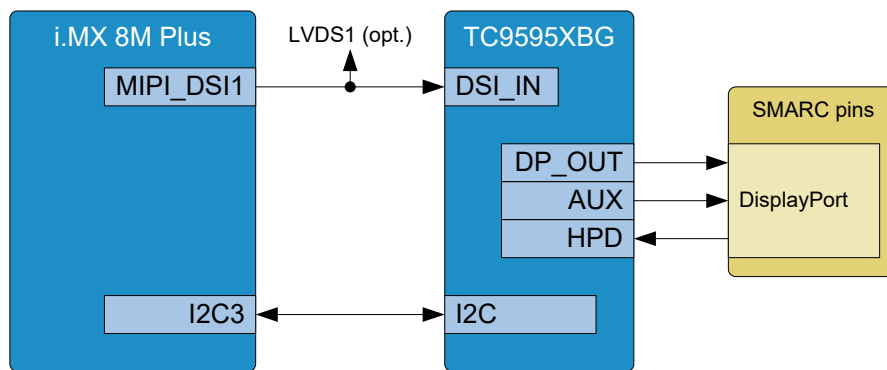 i.MX 8M Plus
LVDS1 (opt.)
TC9595XBG
MIPI_DSI1
DSI_IN
SMARC pins
DP_OUT
AUX
DisplayPort
HPD
I2C3
I2C